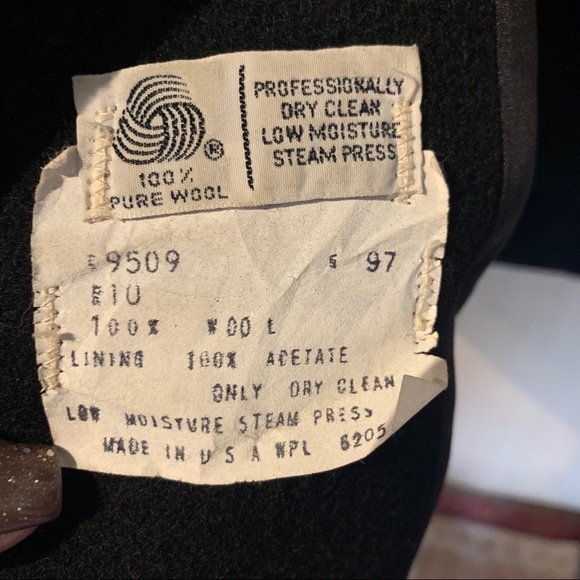 PROFESSIONALLY
DRY CLEAN
LOW MOISTURE
STEAM PRESS
®
100%
PURE WOOL
9509 97
10
100% WOOL
LINING 100% ACETATE
ONLY DRY CLEAN
LOW MOISTURE STEAM PRESS
MADE IN U S A WPL 6205